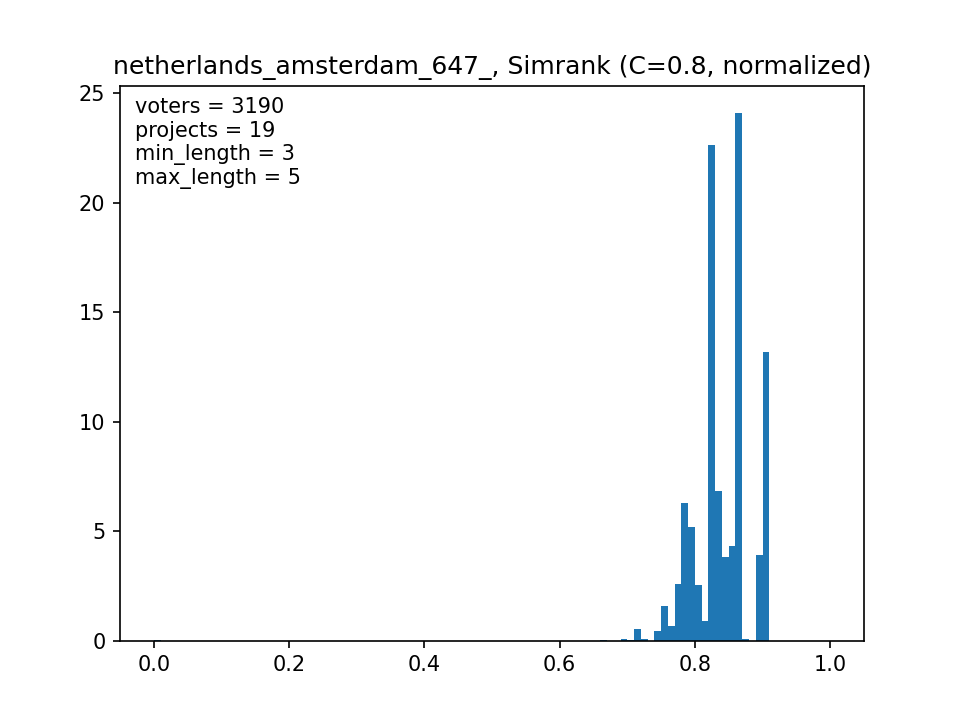 netherlands_amsterdam_647_, Simrank (C=0.8, normalized)
voters = 3190
projects = 19
min_length = 3
max_length = 5
25
20
15
10
5
0
0.0 0.2 0.4 0.6 0.8 1.0